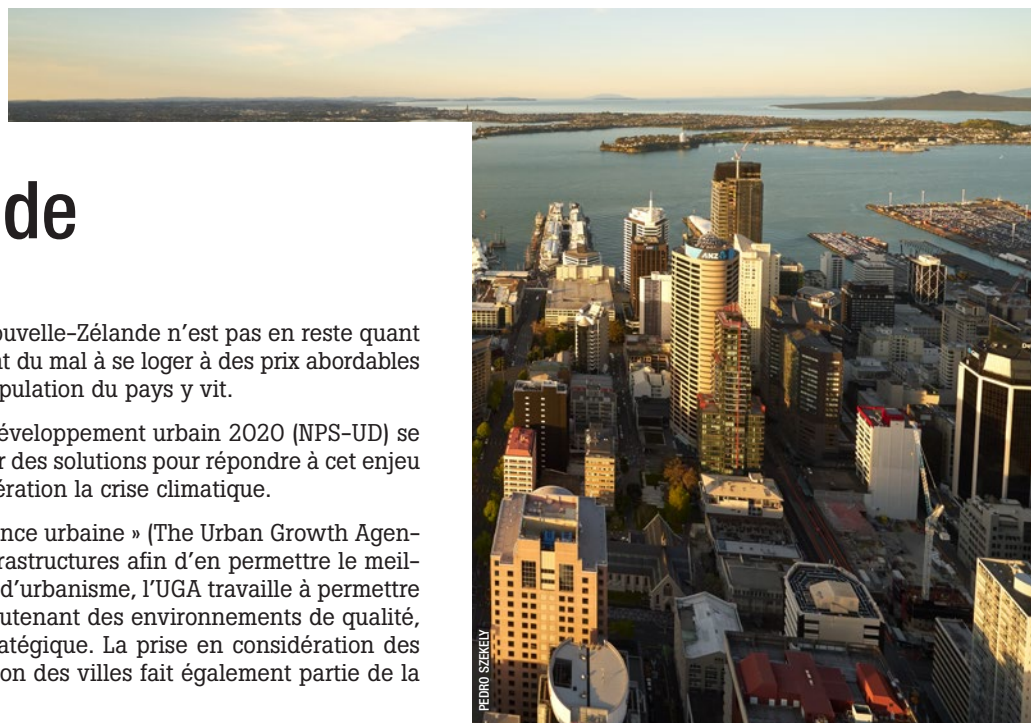 de
ouvelle-Zélande n'est pas en reste quant
t du mal à se loger à des prix abordables
pulation du pays y vit.
éveloppement urbain 2020 (NPS-UD) se
r des solutions pour répondre à cet enjeu
ération la crise climatique.
nce urbaine » (The Urban Growth Agen-
rastructures afin d'en permettre le meil-
d'urbanisme, l'UGA travaille à permettre
utenant des environnements de qualité,
atégique. La prise en considération des
on des villes fait également partie de la
PEDRO SZEKELY
ANZ